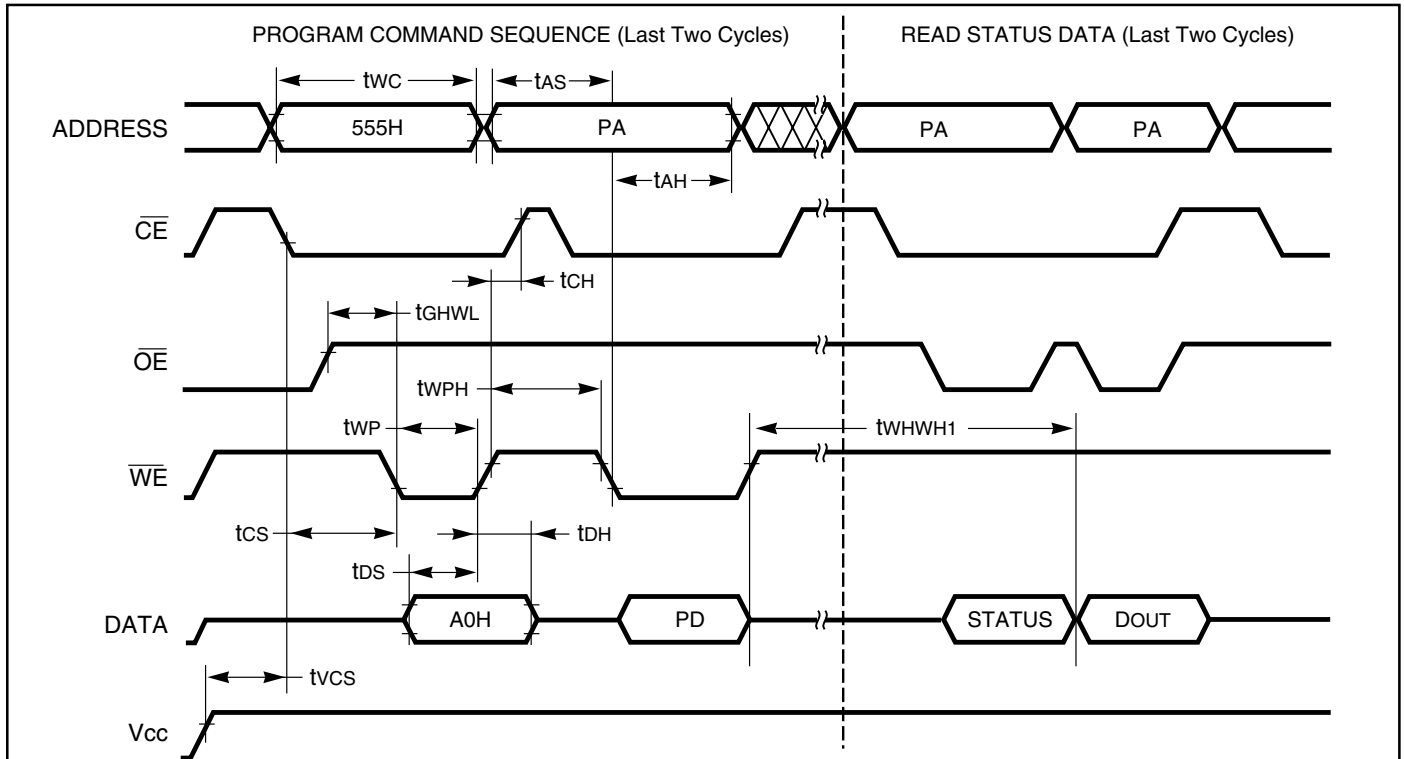 PROGRAM COMMAND SEQUENCE (Last Two Cycles) READ STATUS DATA (Last Two Cycles)
tWC tAS
ADDRESS 555H PA PA PA
tAH
CE
tCH
tGHWL
OE
tWPH
tWP tWHWH1
WE
tCS tDH
tDS
DATA A0H PD STATUS DOUT
tVCS
Vcc